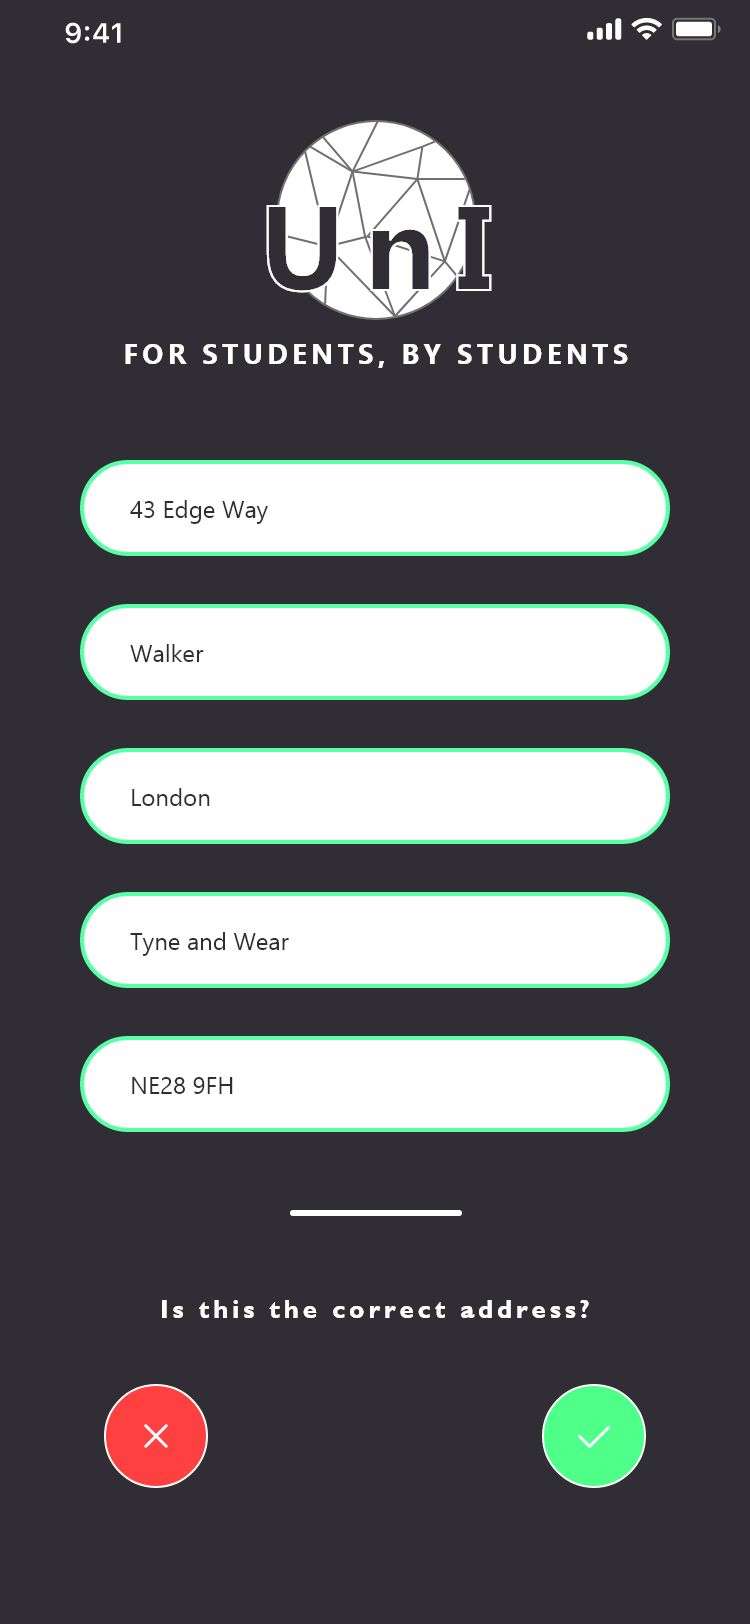 9:41
UnI
FOR STUDENTS, BY STUDENTS
43 Edge Way
Walker
London
Tyne and Wear
NE28 9FH
Is this the correct address?